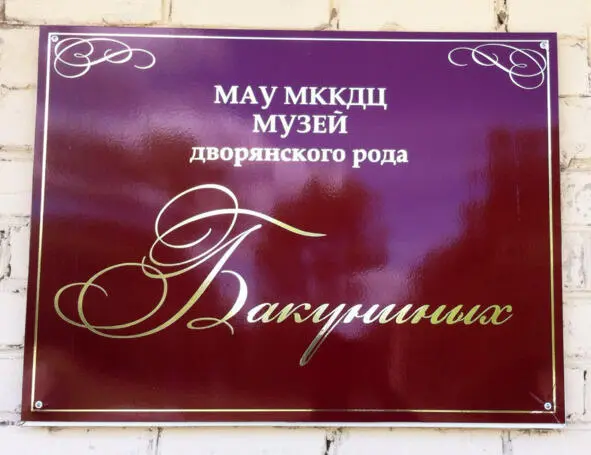 МАУ МККДЦ
МУЗЕЙ
дворянского рода
Бакуниных